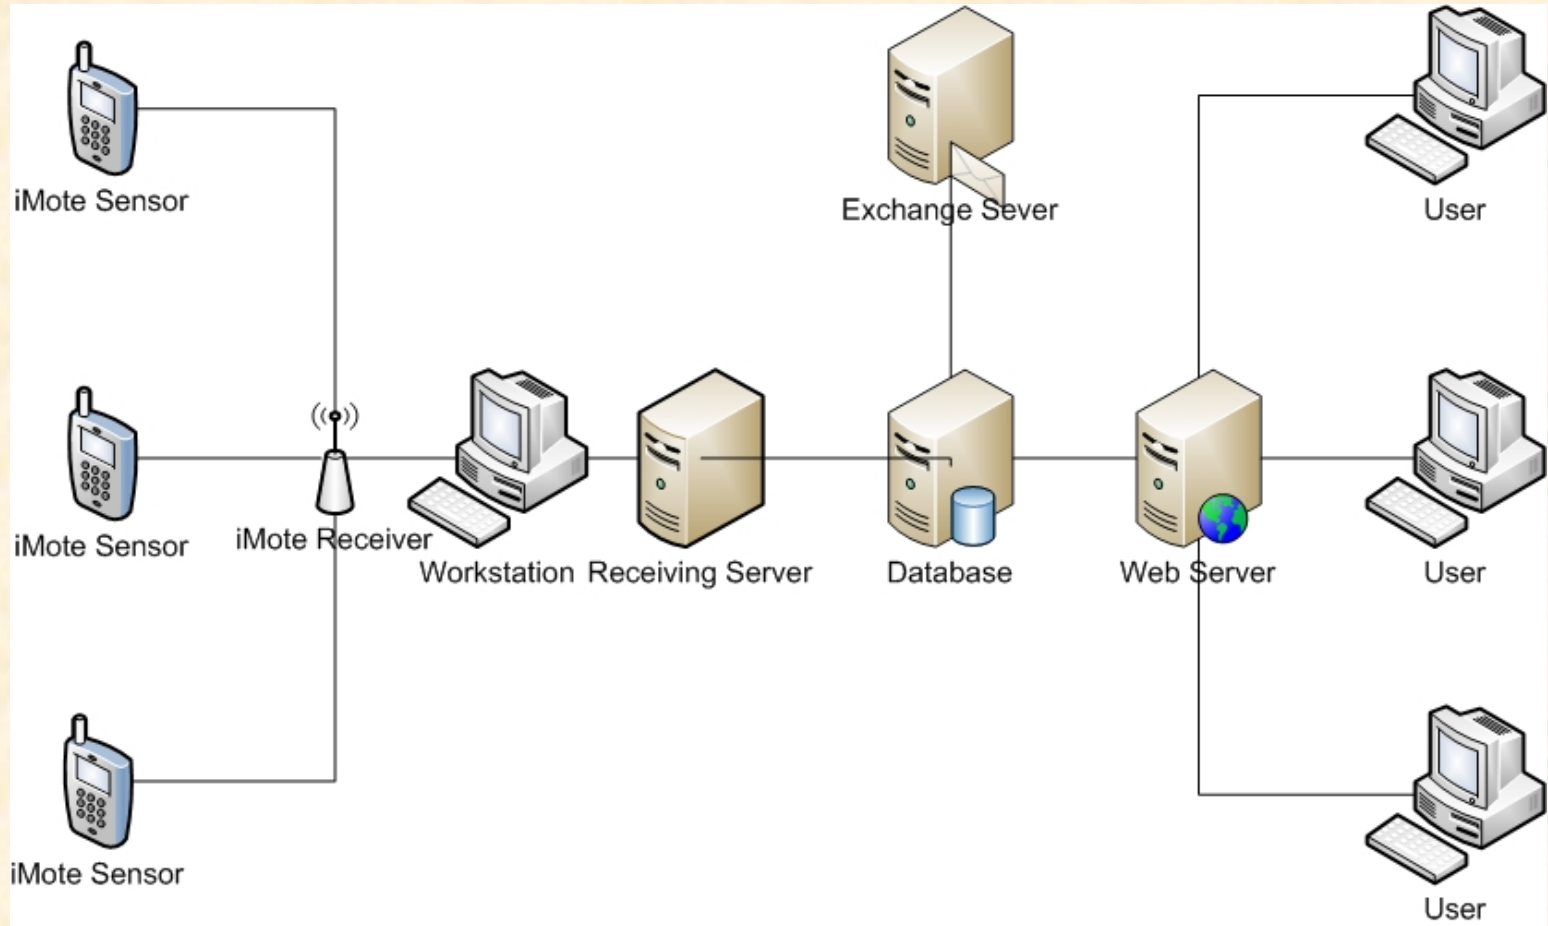 iMote Sensor
Exchange Sever
User
iMote Sensor
iMote Receiver
Workstation
Receiving Server
Database
Web Server
User
iMote Sensor
User